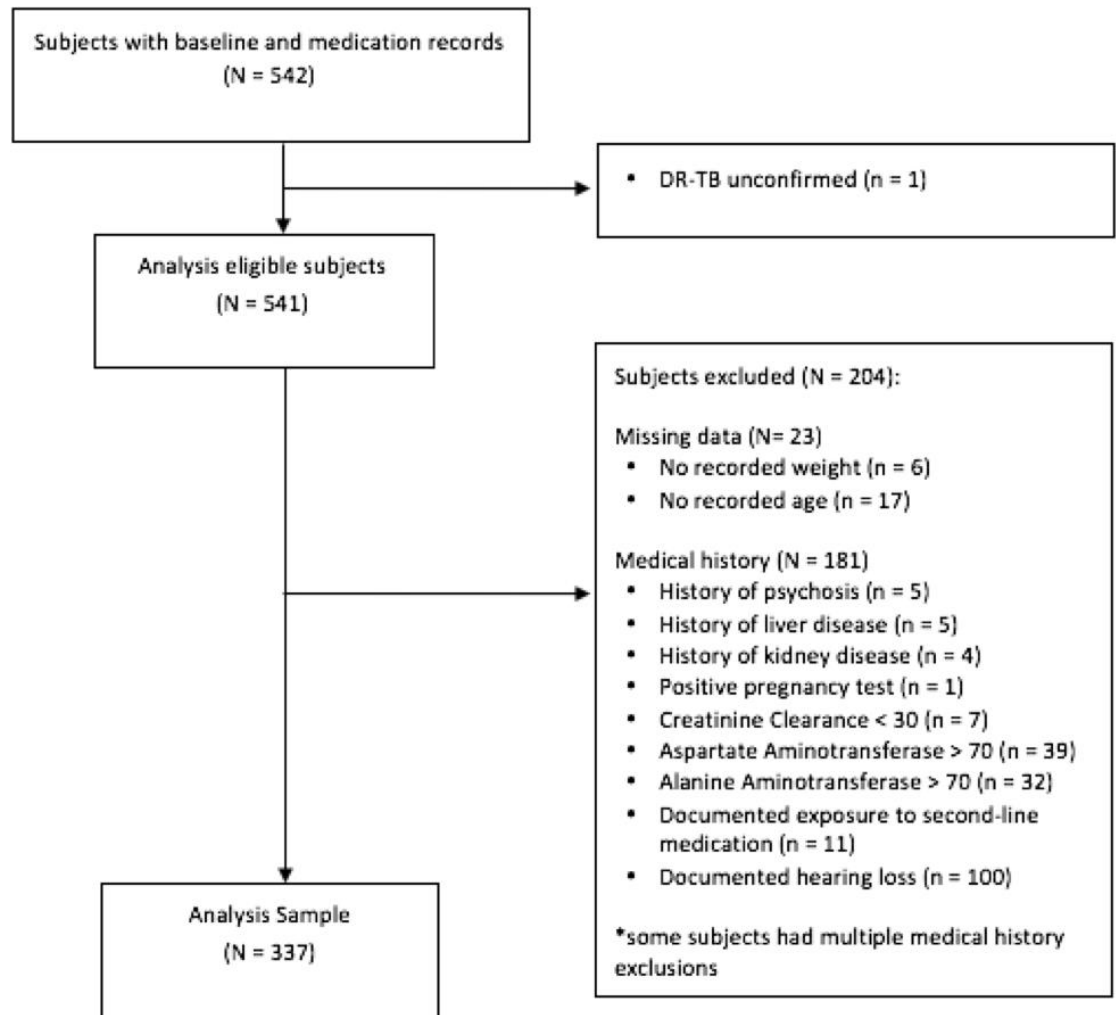 Subjects with baseline and medication records
(N = 542)
• DR-TB unconfirmed (n = 1)
Analysis eligible subjects
(N = 541)
Subjects excluded (N = 204):
Missing data (N= 23)
• No recorded weight (n = 6)
• No recorded age (n = 17)
Medical history (N = 181)
• History of psychosis (n = 5)
• History of liver disease (n = 5)
• History of kidney disease (n = 4)
• Positive pregnancy test (n = 1)
• Creatinine Clearance < 30 (n = 7)
• Aspartate Aminotransferase > 70 (n = 39)
• Alanine Aminotransferase > 70 (n = 32)
• Documented exposure to second-line
medication (n = 11)
• Documented hearing loss (n = 100)
*some subjects had multiple medical history
exclusions
Analysis Sample
(N = 337)